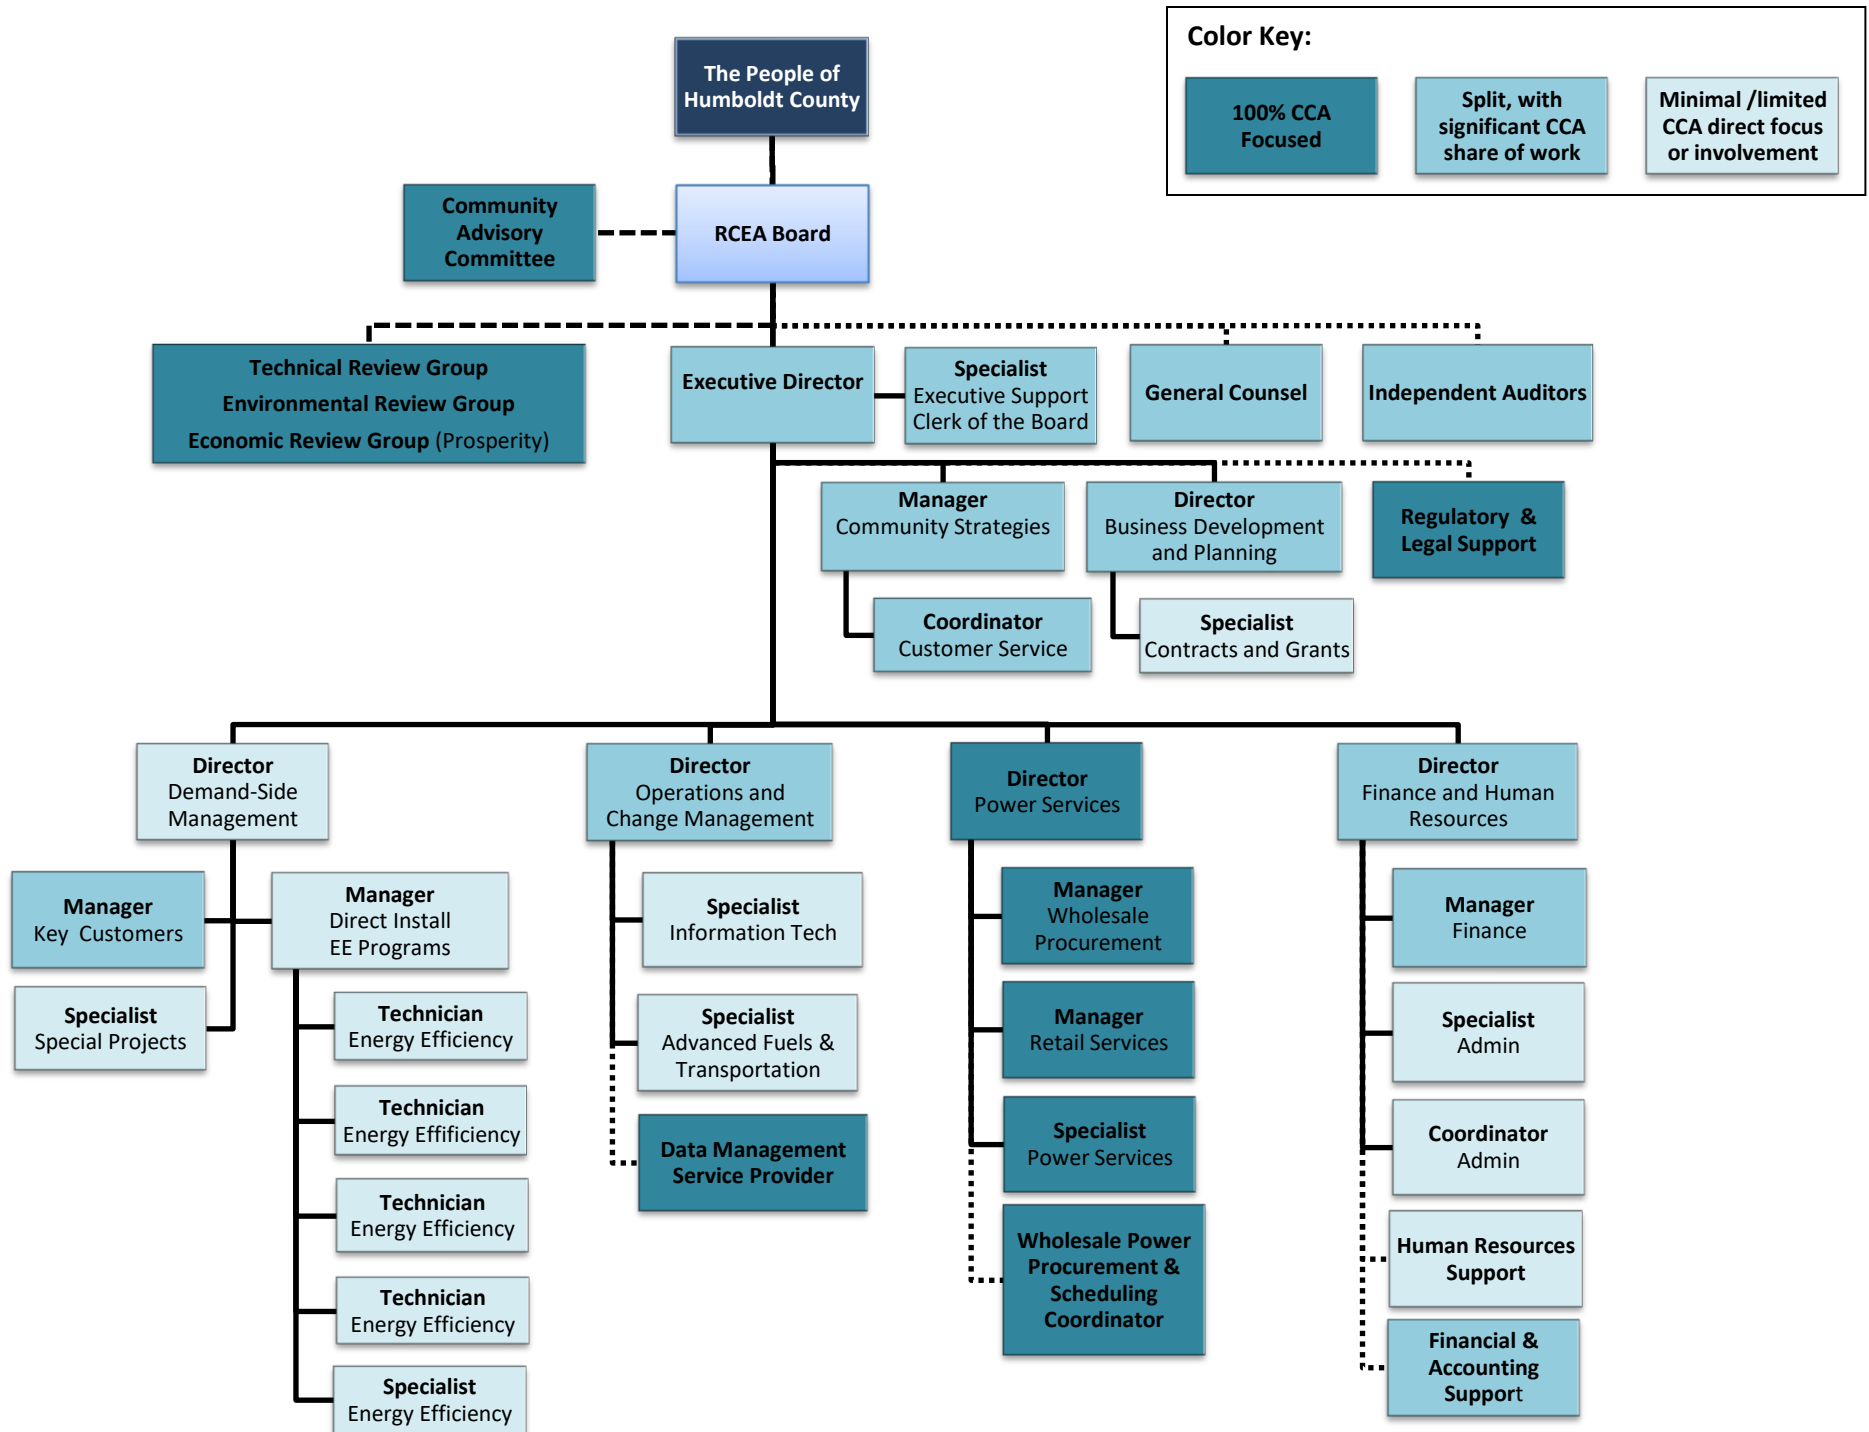 Color Key:
100% CCA
Focused
Split, with
significant CCA
share of work
Minimal /limited
CCA direct focus
or involvement
The People of
Humboldt County
Community
Advisory
Committee
RCEA Board
Technical Review Group
Environmental Review Group
Economic Review Group (Prosperity)
Executive Director
Specialist
Executive Support
Clerk of the Board
General Counsel
Independent Auditors
Manager
Community Strategies
Director
Business Development
and Planning
Regulatory &
Legal Support
Coordinator
Customer Service
Specialist
Contracts and Grants
Director
Demand-Side
Management
Director
Operations and
Change Management
Director
Power Services
Director
Finance and Human
Resources
Manager
Key Customers
Manager
Direct Install
EE Programs
Specialist
Special Projects
Technician
Energy Efficiency
Technician
Energy Effificiency
Technician
Energy Efficiency
Technician
Energy Efficiency
Specialist
Energy Efficiency
Specialist
Information Tech
Specialist
Advanced Fuels &
Transportation
Data Management
Service Provider
Manager
Wholesale
Procurement
Manager
Retail Services
Specialist
Power Services
Wholesale Power
Procurement &
Scheduling
Coordinator
Manager
Finance
Specialist
Admin
Coordinator
Admin
Human Resources
Support
Financial &
Accounting
Support